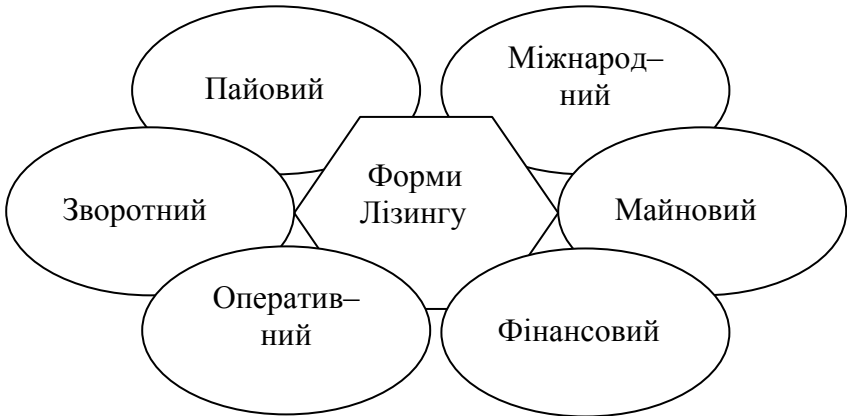 Пайовий
Міжнарод–
ний
Форми
Лізингу
Зворотний
Майновий
Оператив–
ний
Фінансовий